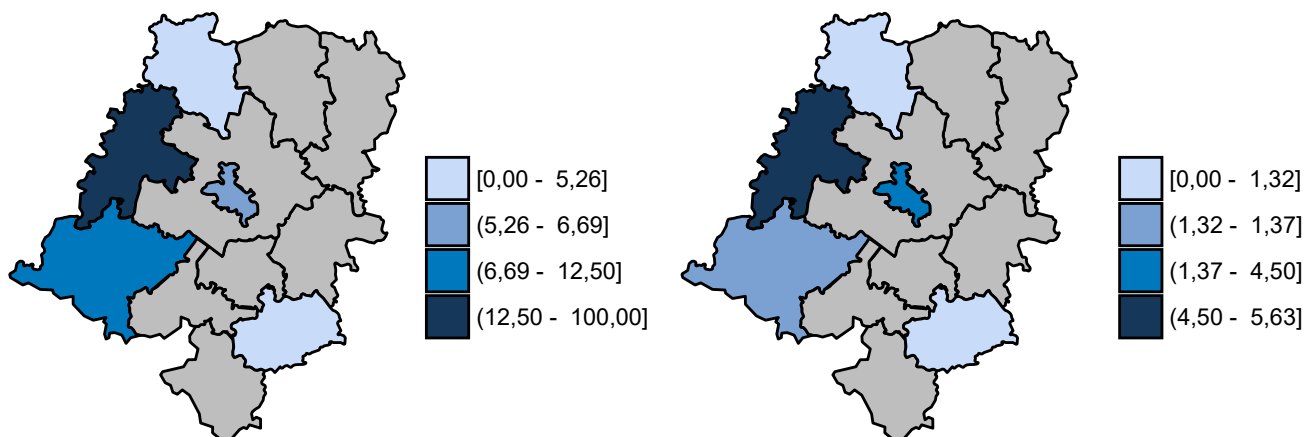 [0,00 - 5,26]
(5,26 - 6,69]
(6,69 - 12,50]
(12,50 - 100,00]
[0,00 - 1,32]
(1,32 - 1,37]
(1,37 - 4,50]
(4,50 - 5,63]